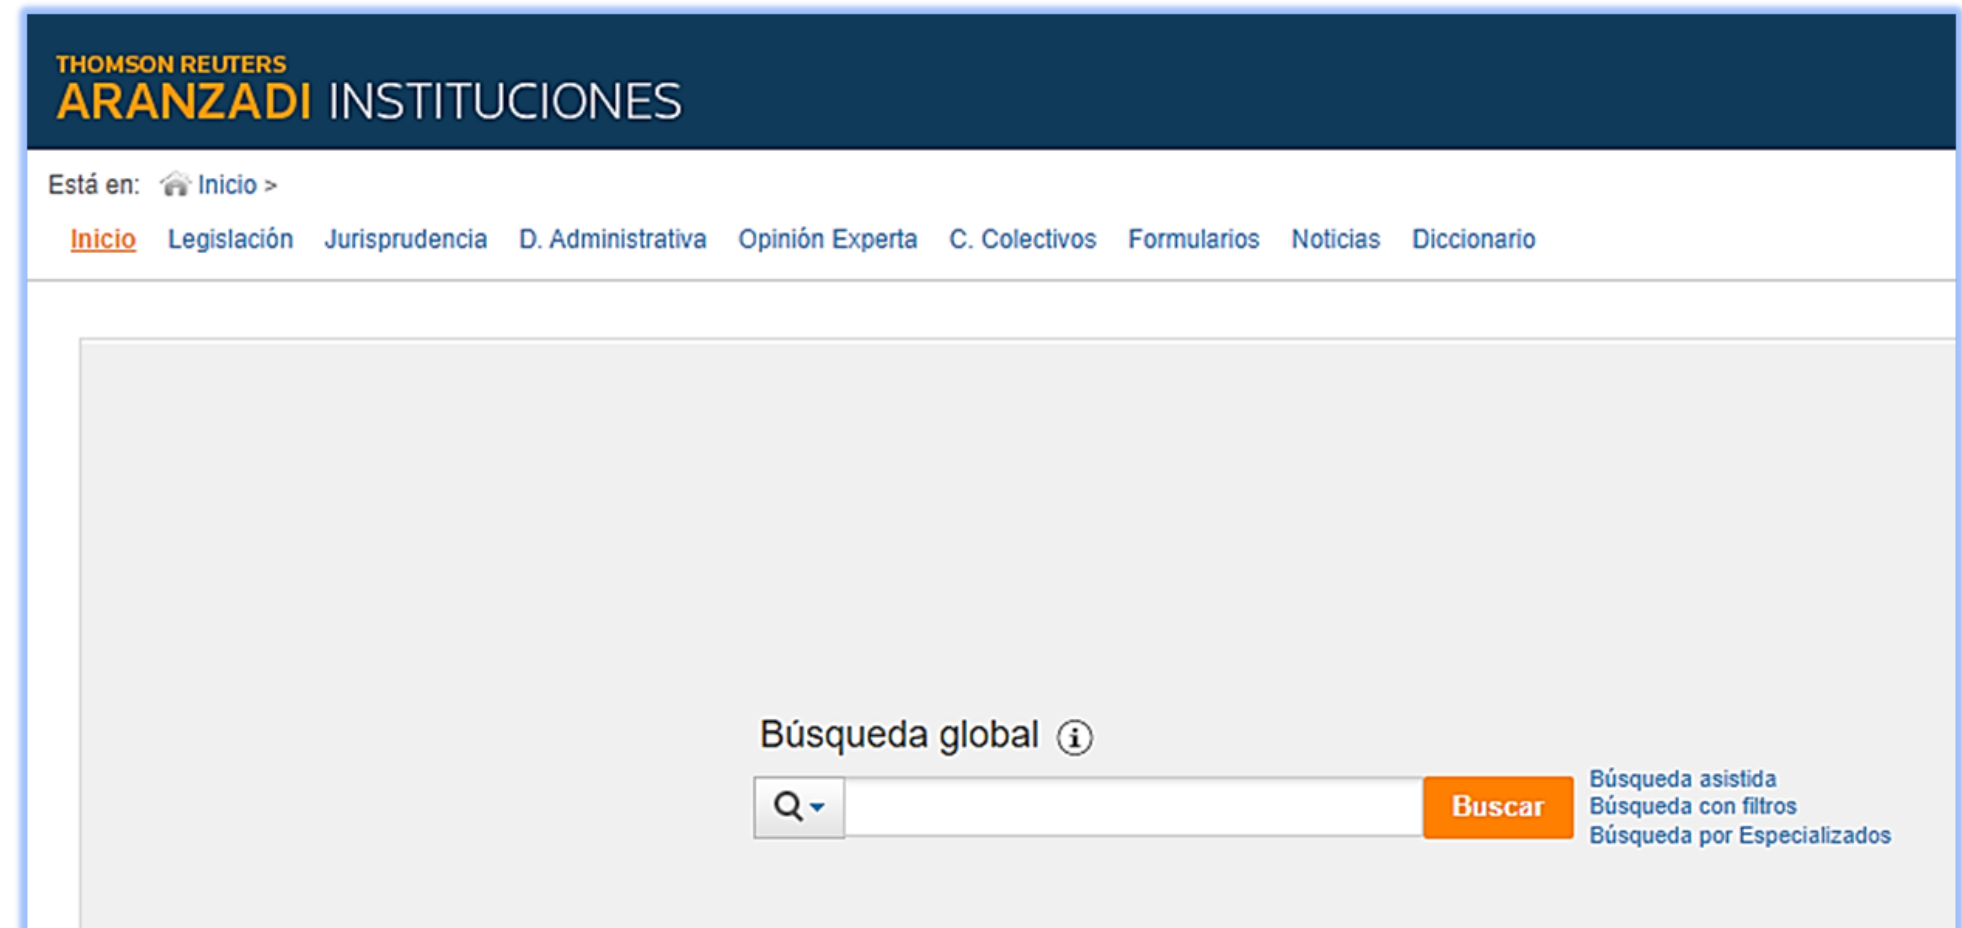 THOMSON REUTERS
ARANZADI INSTITUCIONES
Está en: Inicio >
Inicio Legislación Jurisprudencia D. Administrativa Opinión Experta C. Colectivos Formularios Noticias Diccionario
Búsqueda global i
Buscar
Búsqueda asistida
Búsqueda con filtros
Búsqueda por Especializados